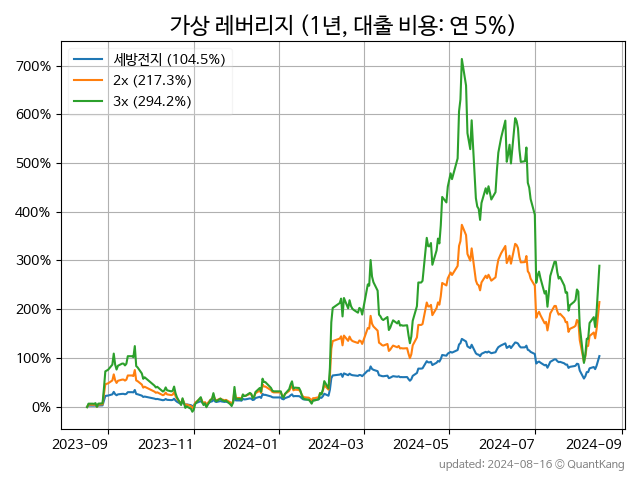 가상 레버리지 (1년, 대출 비용: 연 5%)
세방전지 (104.5%)
2x (217.3%)
3x (294.2%)
700%
600%
500%
400%
300%
200%
100%
0%
2023-09 2023-11 2024-01 2024-03 2024-05 2024-07 2024-09
updated: 2024-08-16 © QuantKang